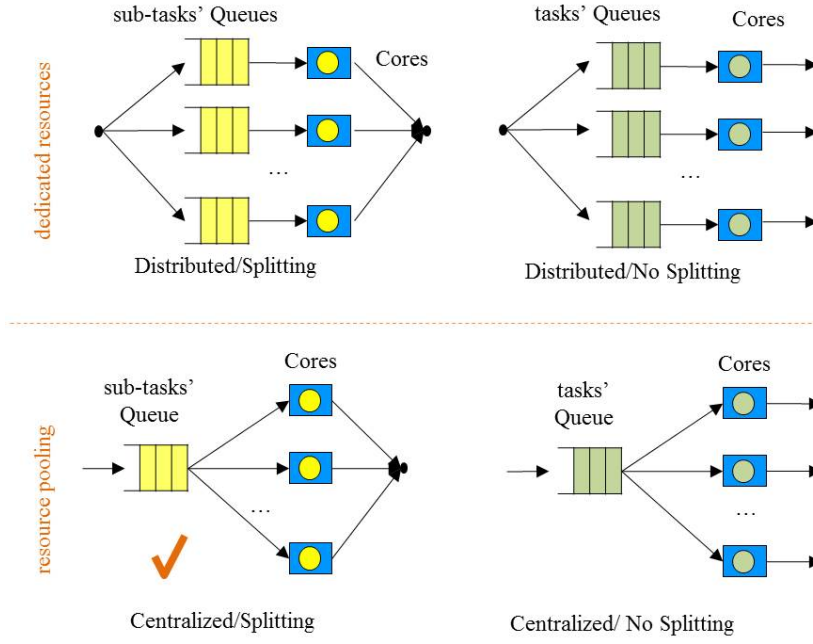 sub-tasks’ Queues
Cores
…
Distributed/Splitting
tasks’ Queues
Cores
…
Distributed/No Splitting
dedicated resources
sub-tasks’
Queue
Cores
…
Centralized/Splitting
tasks’
Queue
Cores
…
Centralized/ No Splitting
resource pooling